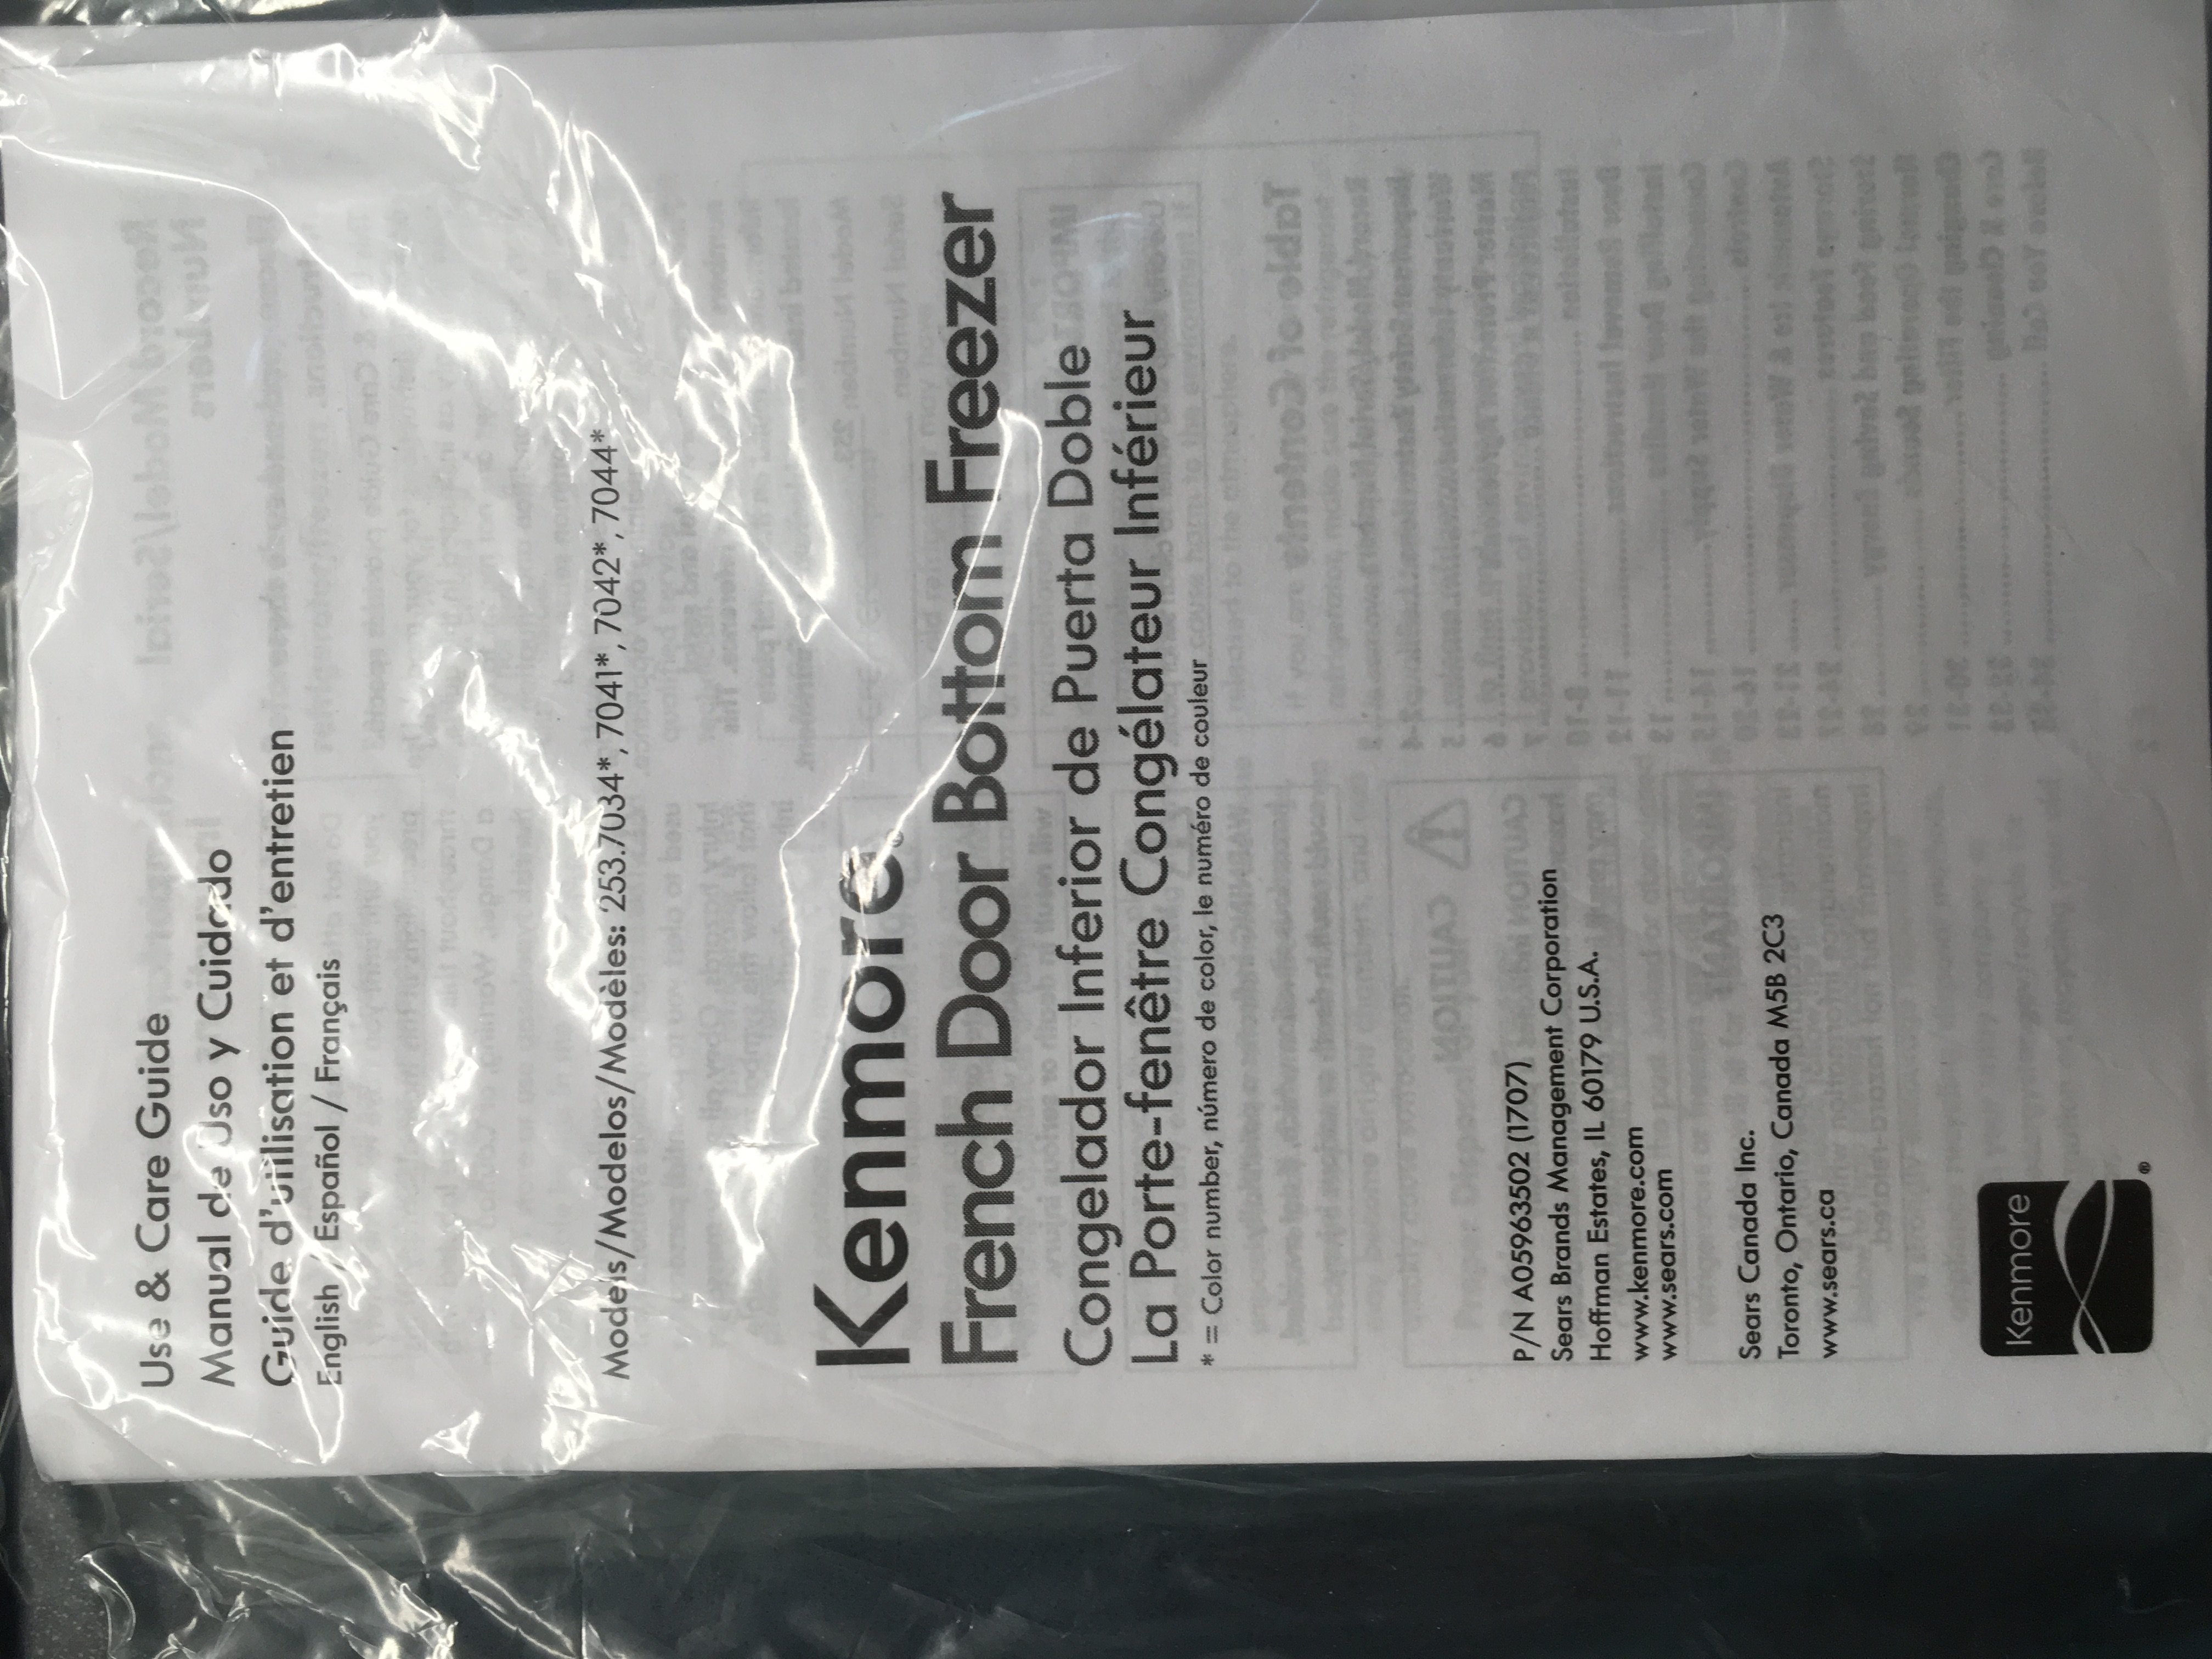 Use & Care Guide
Manual de Uso y Cuidado
Guide d'utilisation et d'entretien
English / Español / Français
Models/Modelos/Modèles: 253.7034*, 7041*, 7042*, 7044*
Kenmore®
French Door Bottom Freezer
Congelador Inferior de Puerta Doble
La Porte-fenêtre Congélateur Inférieur
* = Color number, número de color, le numéro de couleur
P/N A05963502 (1707)
Sears Brands Management Corporation
Hoffman Estates, IL 60179 U.S.A.
www.kenmore.com
www.sears.com
Sears Canada Inc.
Toronto, Ontario, Canada M5B 2C3
www.sears.ca
Kenmore®